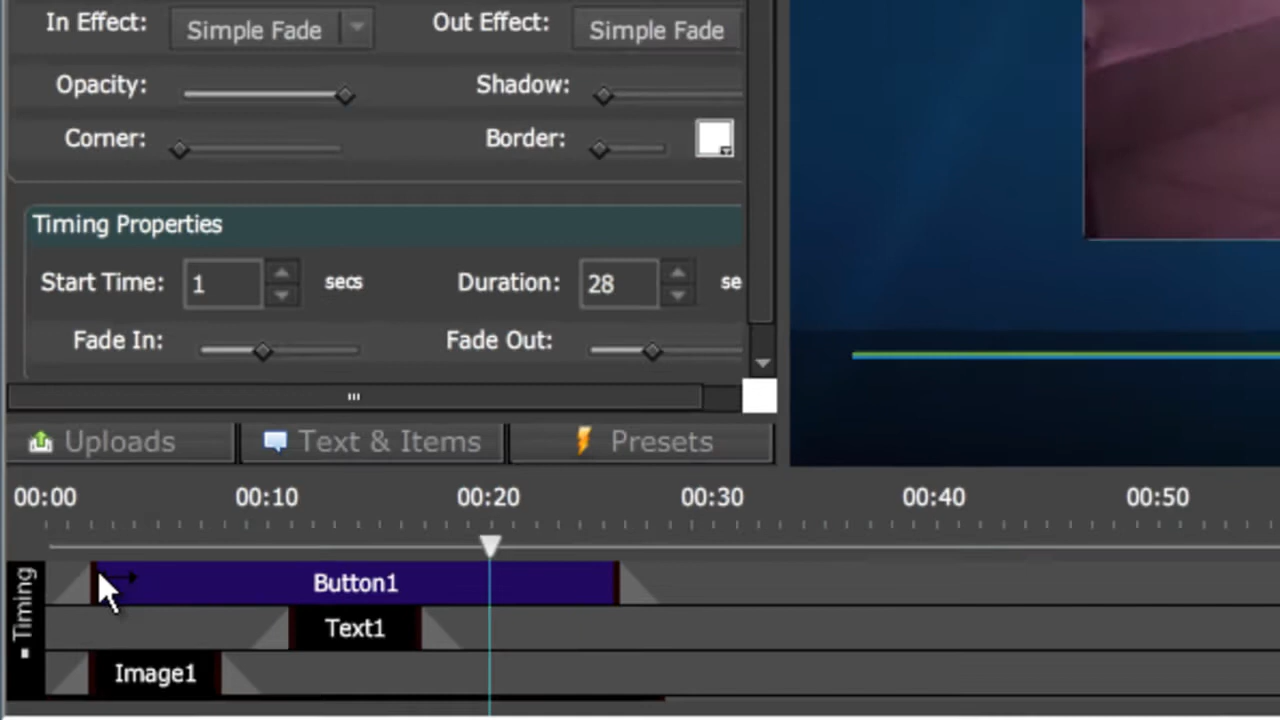 In Effect: Simple Fade Out Effect: Simple Fade
Opacity: Shadow:
Corner: Border:
Timing Properties
Start Time: 1 secs Duration: 28 se
Fade In: Fade Out:
Uploads Text & Items Presets
00:00 00:10 00:20 00:30 00:40 00:50
Timing
Button1
Text1
Image1